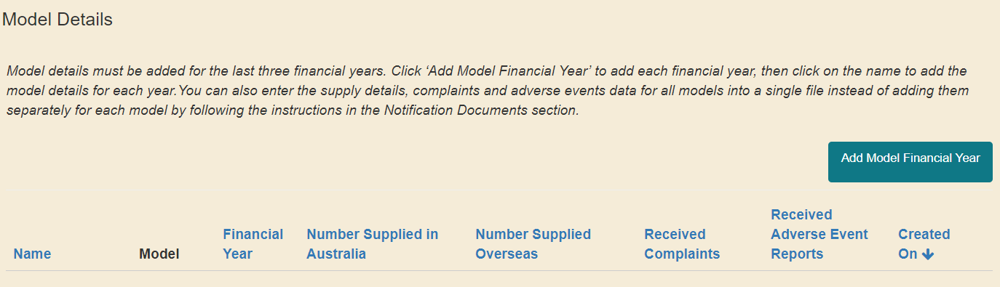 Model Details
Model details must be added for the last three financial years. Click ‘Add Model Financial Year’ to add each financial year, then click on the name to add the
model details for each year.You can also enter the supply details, complaints and adverse events data for all models into a single file instead of adding them
separately for each model by following the instructions in the Notification Documents section.
Add Model Financial Year
Name
Model
Financial
Year
Number Supplied in
Australia
Number Supplied
Overseas
Received
Complaints
Received
Adverse Event
Reports
Created
On